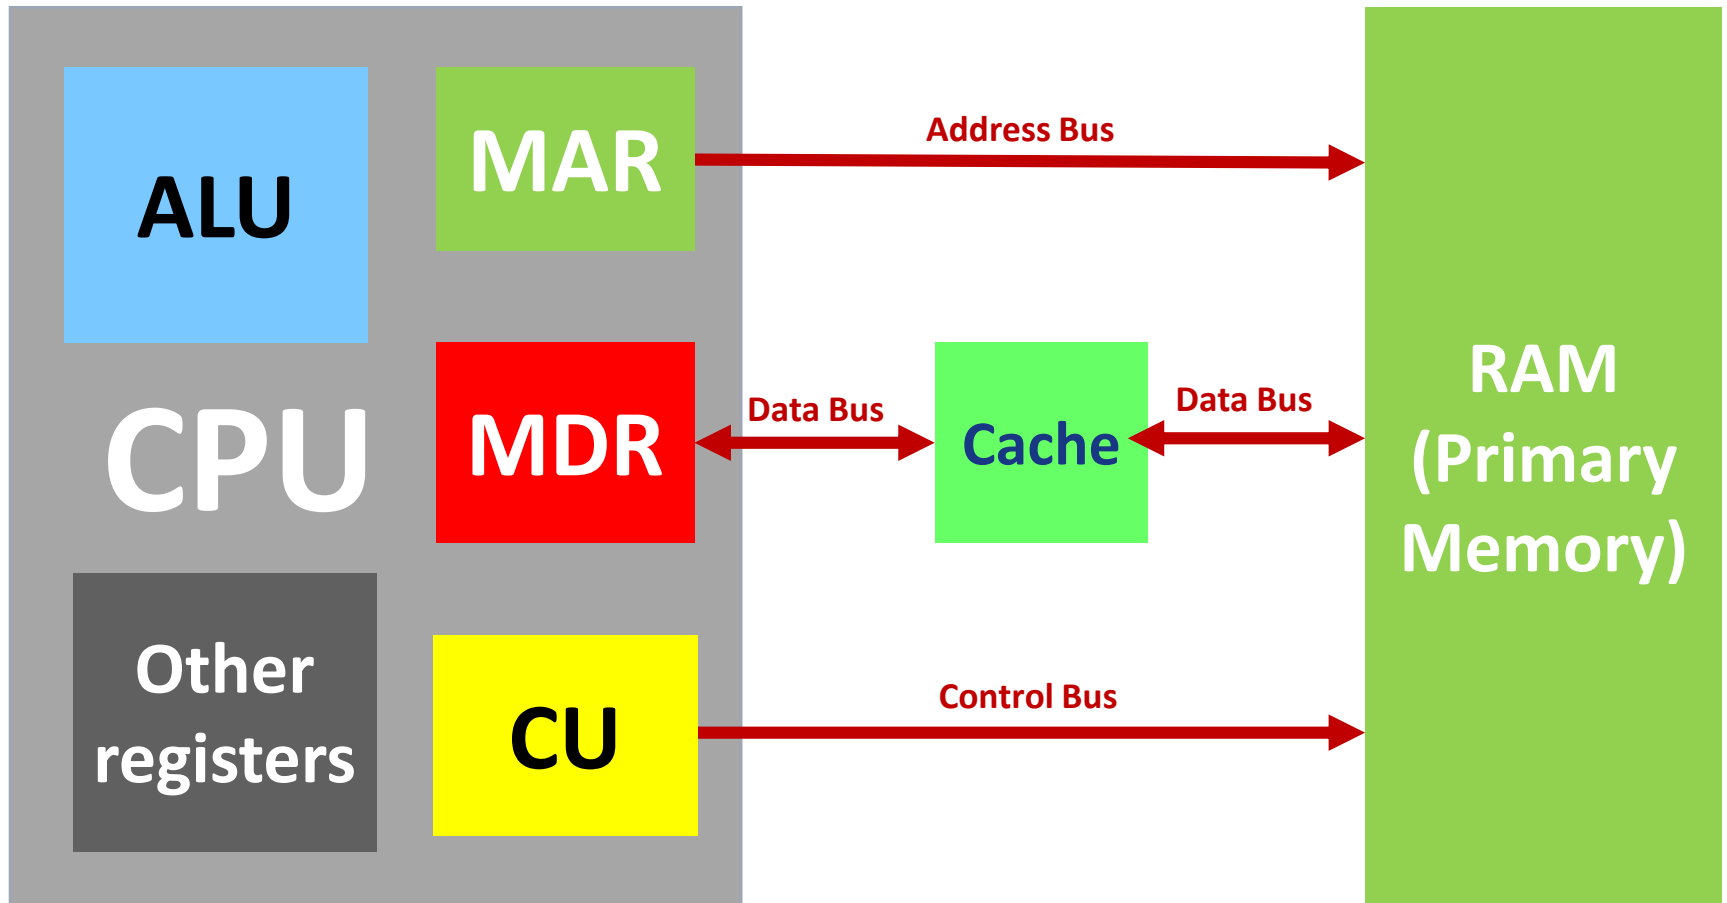 ALU
MAR
Address Bus
CPU
MDR
Data Bus
Cache
Data Bus
RAM
(Primary
Memory)
Other
registers
CU
Control Bus